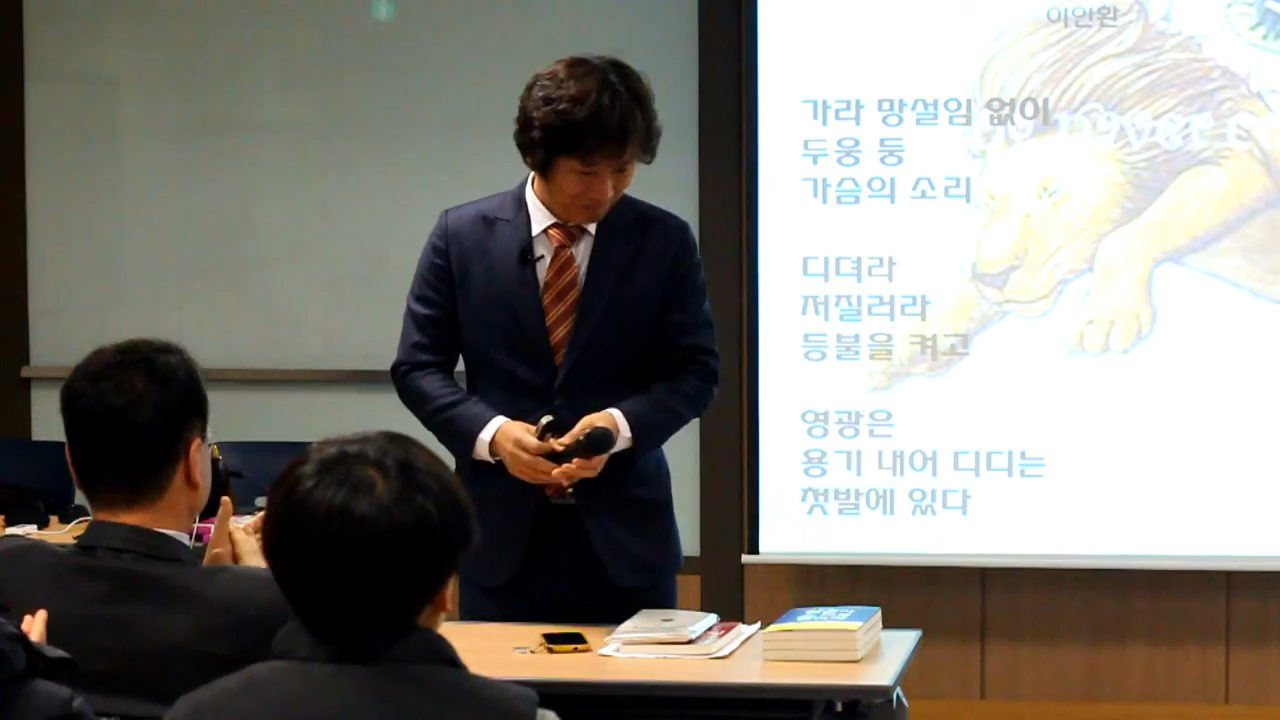 이안환
가라 망설임 없이
두웅 둥
가슴의 소리
디뎌라
저질러라
등불을 켜고
영광은
용기 내어 디디는
첫발에 있다